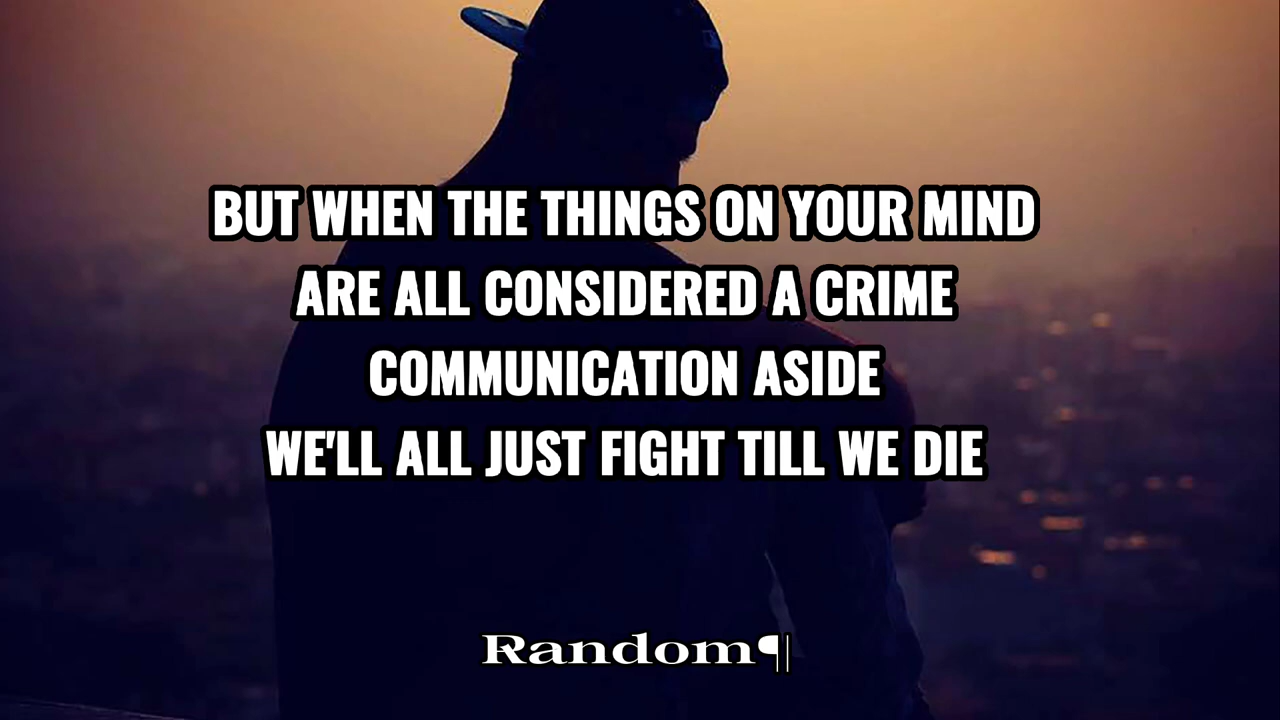 BUT WHEN THE THINGS ON YOUR MIND
ARE ALL CONSIDERED A CRIME
COMMUNICATION ASIDE
WE'LL ALL JUST FIGHT TILL WE DIE
Random¶